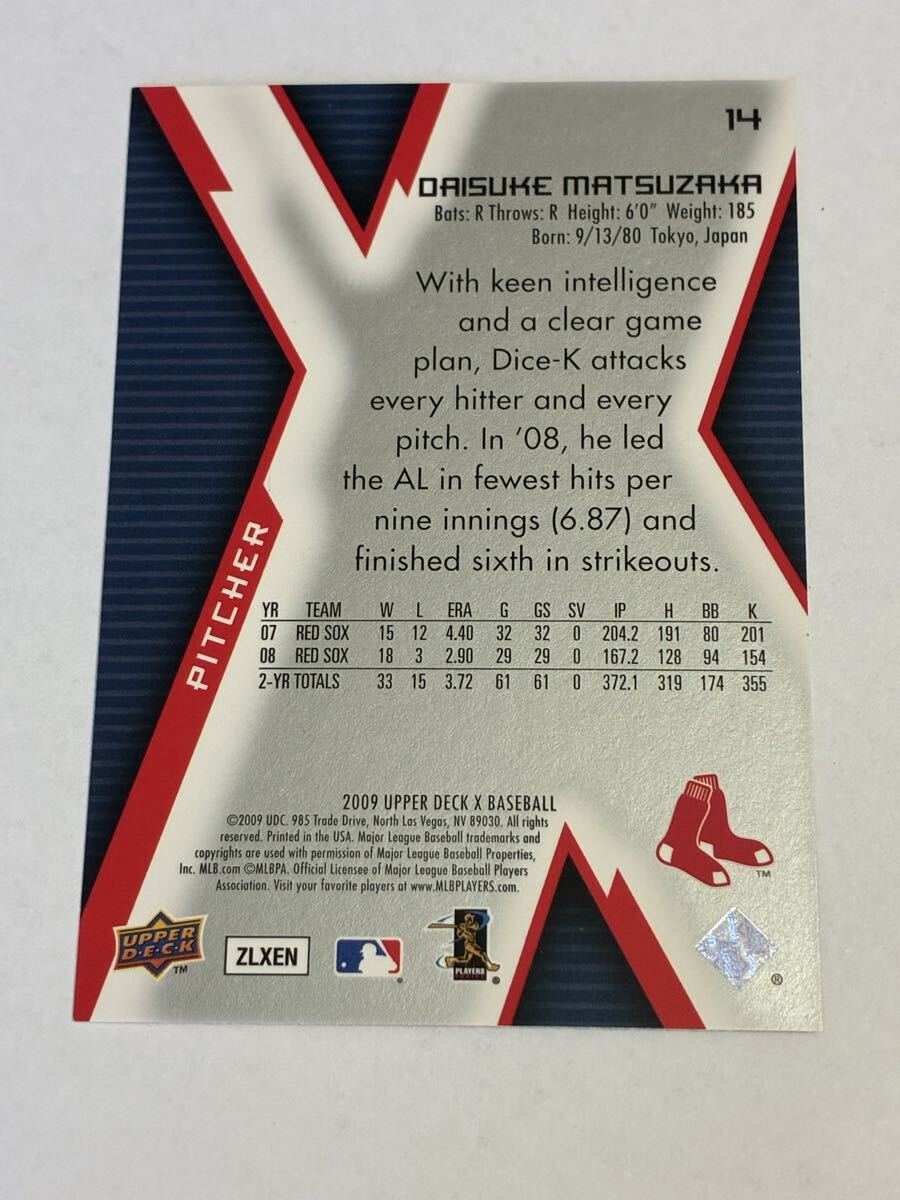 14
DAISUKE MATSUZAKA
Bats: R Throws: R Height: 6'0" Weight: 185
Born: 9/13/80 Tokyo, Japan
With keen intelligence
and a clear game
plan, Dice-K attacks
every hitter and every
pitch. In '08, he led
the AL in fewest hits per
nine innings (6.87) and
finished sixth in strikeouts.
PITCHER
YR TEAM W L ERA G GS SV IP H BB K
07 RED SOX 15 12 4.40 32 32 0 204.2 191 80 201
08 RED SOX 18 3 2.90 29 29 0 167.2 128 94 154
2-YR TOTALS 33 15 3.72 61 61 0 372.1 319 174 355
2009 UPPER DECK X BASEBALL
©2009 UDC. 985 Trade Drive, North Las Vegas, NV 89030. All rights
reserved. Printed in the USA. Major League Baseball trademarks and
copyrights are used with permission of Major League Baseball Properties,
Inc. MLB.com ©MLBPA. Official Licensee of Major League Baseball Players
Association. Visit your favorite players at www.MLBPLAYERS.com.
TM
UPPER
D·E·C·K
TM
ZLXEN
®
PLAYERS
®
®